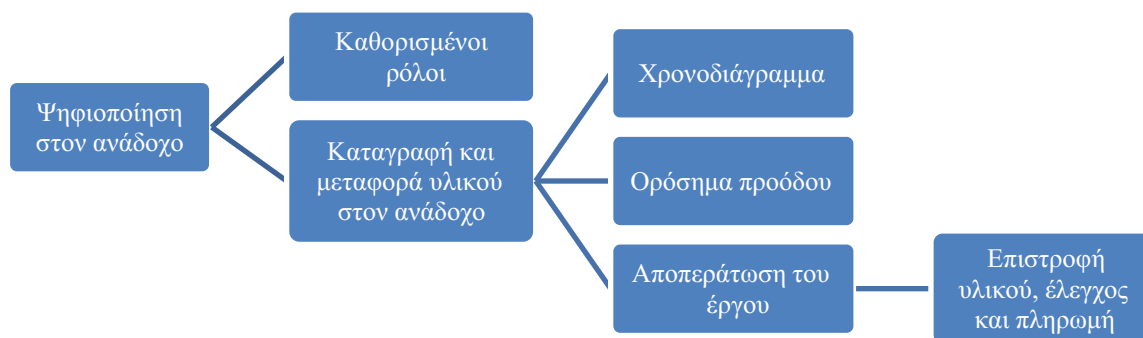 Ψηφιοποίηση
στον ανάδοχο
Καθορισμένοι
ρόλοι
Καταγραφή και
μεταφορά υλικού
στον ανάδοχο
Χρονοδιάγραμμα
Ορόσημα προόδου
Αποπεράτωση του
έργου
Επιστροφή
υλικού, έλεγχος
και πληρωμή